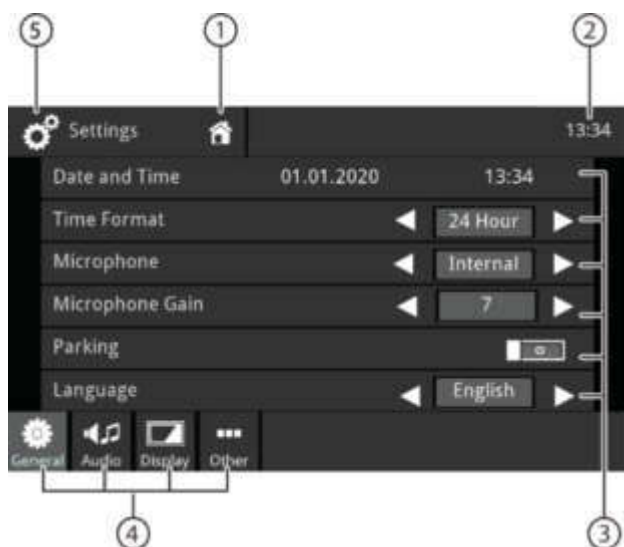 5 1 2
Settings 13:34
Date and Time 01.01.2020 13:34
Time Format 24 Hour
Microphone Internal
Microphone Gain 7
Parking
Language English
General Audio Display Other
4 3